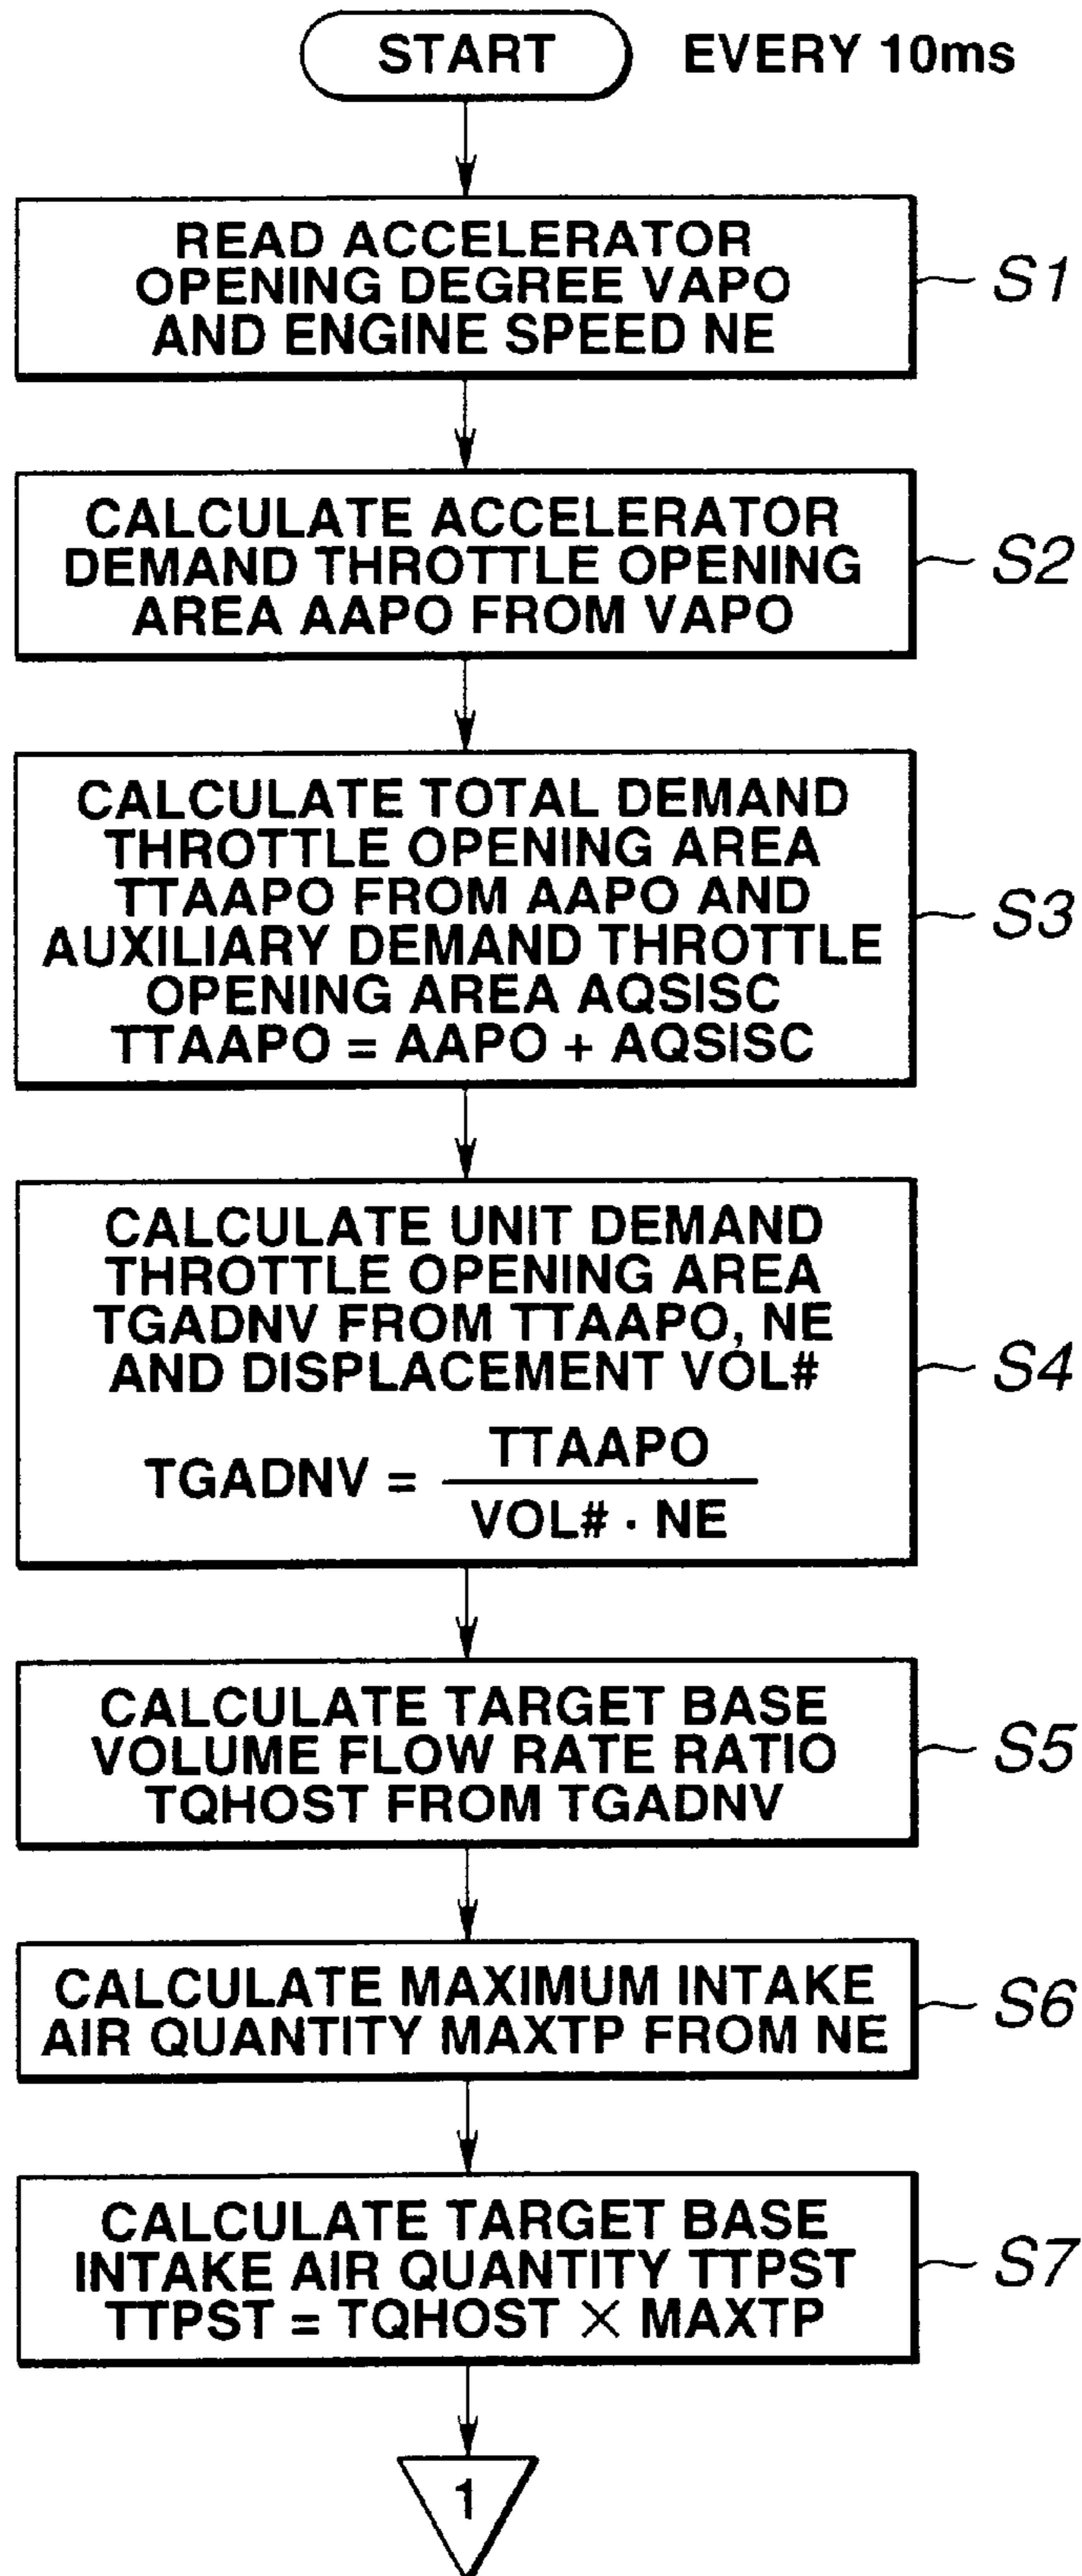 START EVERY 10ms
READ ACCELERATOR
OPENING DEGREE VAPO
AND ENGINE SPEED NE
S1
CALCULATE ACCELERATOR
DEMAND THROTTLE OPENING
AREA AAPO FROM VAPO
S2
CALCULATE TOTAL DEMAND
THROTTLE OPENING AREA
TTAAPO FROM AAPO AND
AUXILIARY DEMAND THROTTLE
OPENING AREA AQSISC
TTAAPO = AAPO + AQSISC
S3
CALCULATE UNIT DEMAND
THROTTLE OPENING AREA
TGADNV FROM TTAAPO, NE
AND DISPLACEMENT VOL#
TGADNV = TTAAPO
VOL# · NE
S4
CALCULATE TARGET BASE
VOLUME FLOW RATE RATIO
TQHOST FROM TGADNV
S5
CALCULATE MAXIMUM INTAKE
AIR QUANTITY MAXTP FROM NE
S6
CALCULATE TARGET BASE
INTAKE AIR QUANTITY TTPST
TTPST = TQHOST × MAXTP
S7
1